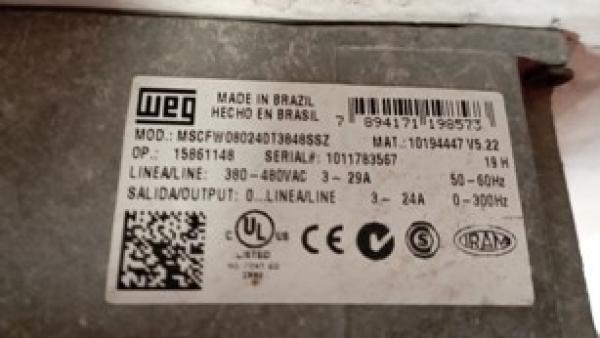 WEG
MADE IN BRAZIL
HECHO EN BRASIL
7 894171 198573
MOD.: MSCFW080240T3848SSZ
MAT.: 10194447 V5.22
OP.: 15861148 SERIAL#: 1011783567 19 H
LINEA/LINE: 380-480VAC 3~ 29A 50-60Hz
SALIDA/OUTPUT: 0...LINEA/LINE 3~ 24A 0-300Hz
C UL US
LISTED
CE
S
IRAM